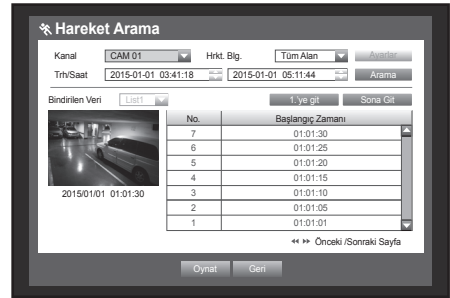 Hareket Arama
Kanal CAM 01 Hrkt. Blg. Tüm Alan Ayarlar
Trh/Saat 2015-01-01 03:41:18 2015-01-01 05:11:44 Arama
Bindirilen Veri List1 1.'ye git Sona Git
No. Başlangıç Zamanı
7 01:01:30
6 01:01:25
5 01:01:20
4 01:01:15
3 01:01:10
2 01:01:05
1 01:01:01
2015/01/01 01:01:30
Önceki /Sonraki Sayfa
Oynat Geri